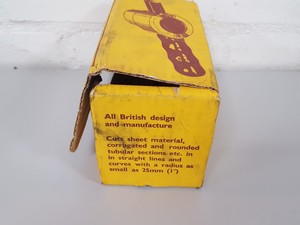 All British design
and manufacture
Cuts sheet material,
corrugated and rounded
tubular sections, etc. in
in straight lines and
curves with a radius as
small as 25mm (1")